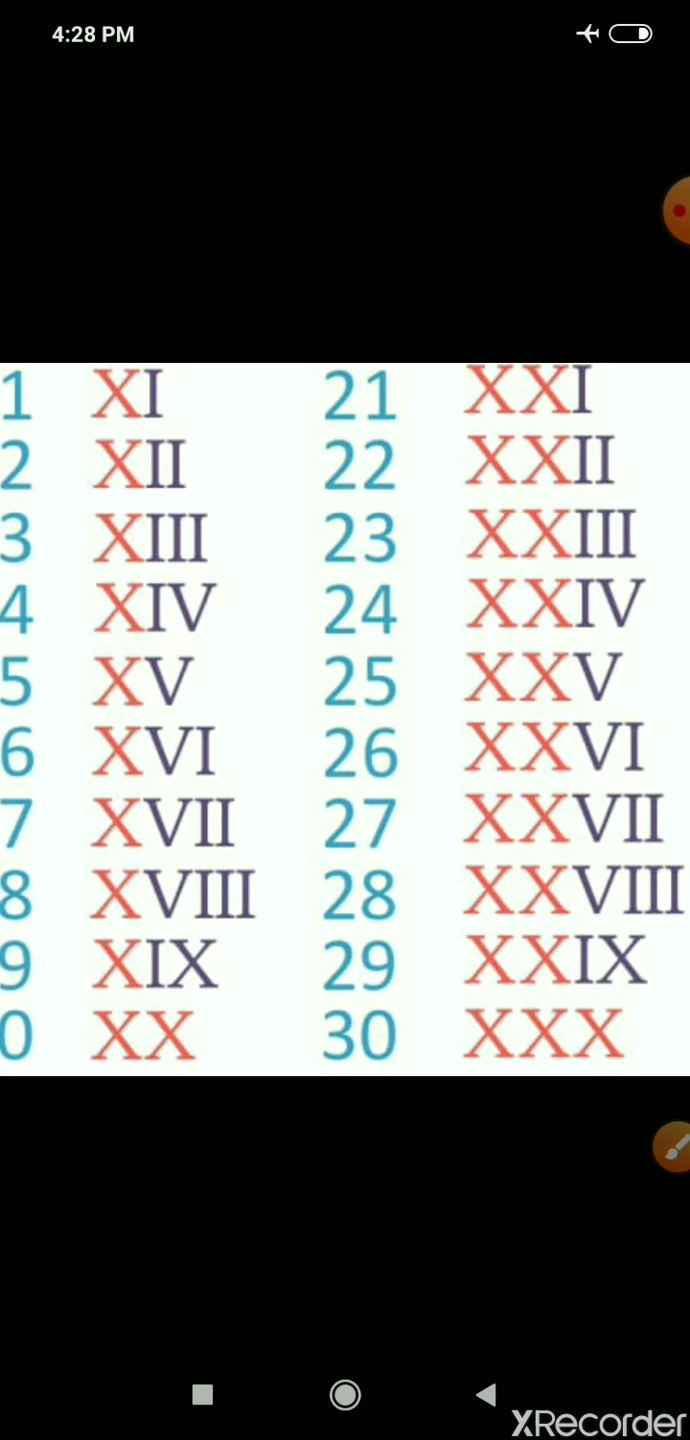 4:28 PM
1 XI 21 XXI
2 XII 22 XXII
3 XIII 23 XXIII
4 XIV 24 XXIV
5 XV 25 XXV
6 XVI 26 XXVI
7 XVII 27 XXVII
8 XVIII 28 XXVIII
9 XIX 29 XXIX
0 XX 30 XXX
XRecorder